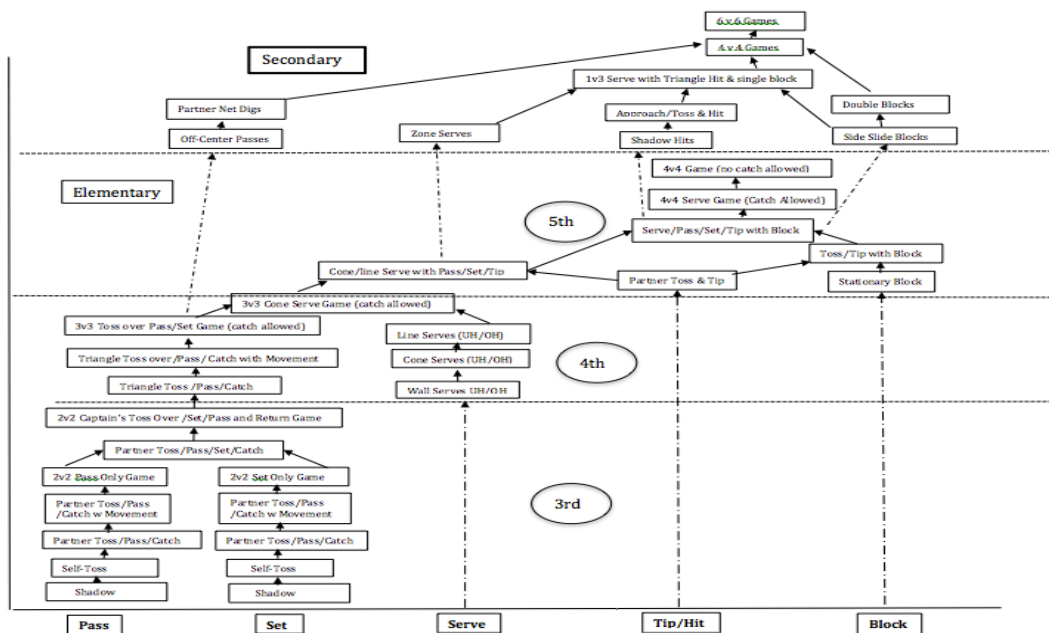 6 v 6 Games
4 v 4 Games
Secondary
1v3 Serve with Triangle Hit & single block
Partner Net Digs
Double Blocks
Approach/Toss & Hit
Zone Serves
Off-Center Passes
Shadow Hits
Side Slide Blocks
4v4 Game (no catch allowed)
Elementary
4v4 Serve Game (Catch Allowed)
5th
Serve/Pass/Set/Tip with Block
Toss/Tip with Block
Cone/line Serve with Pass/Set/Tip
Partner Toss & Tip
Stationary Block
3v3 Cone Serve Game (catch allowed)
3v3 Toss over Pass/Set Game (catch allowed)
Line Serves (UH/OH)
Triangle Toss over /Pass/ Catch with Movement
Cone Serves (UH/OH)
4th
Triangle Toss /Pass/Catch
Wall Serves UH/OH
2v2 Captain's Toss Over /Set/Pass and Return Game
Partner Toss/Pass/Set/Catch
2v2 Pass Only Game
2v2 Set Only Game
Partner Toss/Pass
/Catch w Movement
Partner Toss/Pass
/Catch w Movement
3rd
Partner Toss/Pass/Catch
Partner Toss/Pass/Catch
Self-Toss
Self-Toss
Shadow
Shadow
Pass
Set
Serve
Tip/Hit
Block